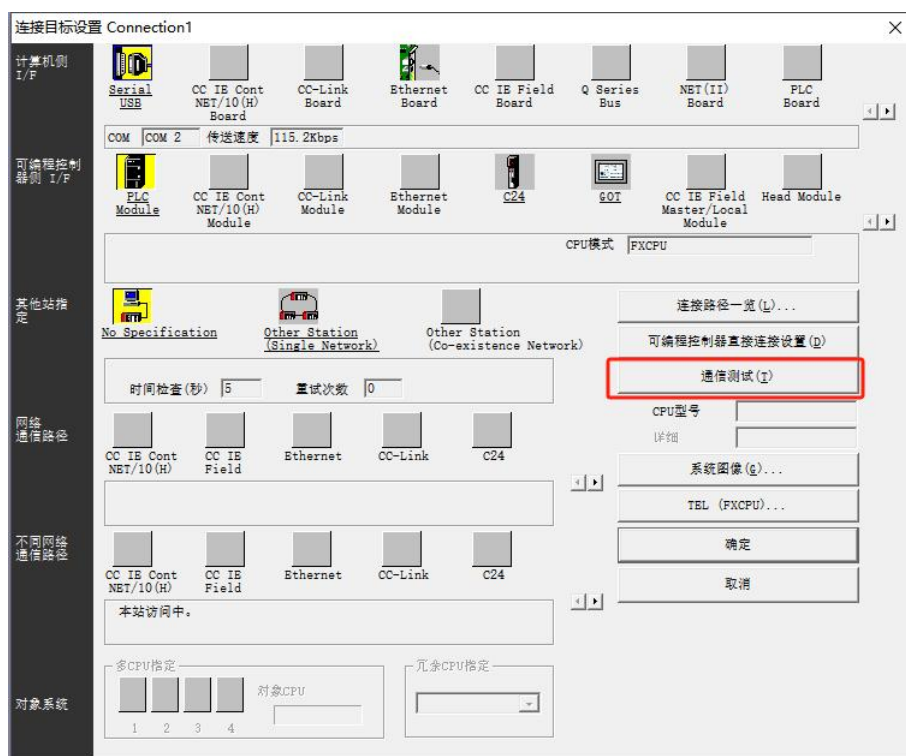 连接目标设置 Connection1
计算机侧
I/F
Serial
USB
CC IE Cont
NET/10(H)
Board
CC-Link
Board
Ethernet
Board
CC IE Field
Board
Q Series
Bus
NET(II)
Board
PLC
Board
COM COM 2 传送速度 115.2Kbps
可编程控制
器侧 I/F
PLC
Module
CC IE Cont
NET/10(H)
Module
CC-Link
Module
Ethernet
Module
C24
GOT
CC IE Field
Master/Local
Module
Head Module
CPU模式 FXCPU
其他站指
定
No Specification
Other Station
(Single Network)
Other Station
(Co-existence Network)
时间检查(秒) 5 重试次数 0
连接路径一览(L)...
可编程控制器直接连接设置(D)
通信测试(T)
CPU型号
详细
系统图像(G)...
TEL (FXCPU)...
确定
取消
网络
通信路径
CC IE Cont
NET/10(H)
CC IE
Field
Ethernet
CC-Link
C24
不同网络
通信路径
CC IE Cont
NET/10(H)
CC IE
Field
Ethernet
CC-Link
C24
本站访问中。
对象系统
多CPU指定
1 2 3 4
对象CPU
冗余CPU指定